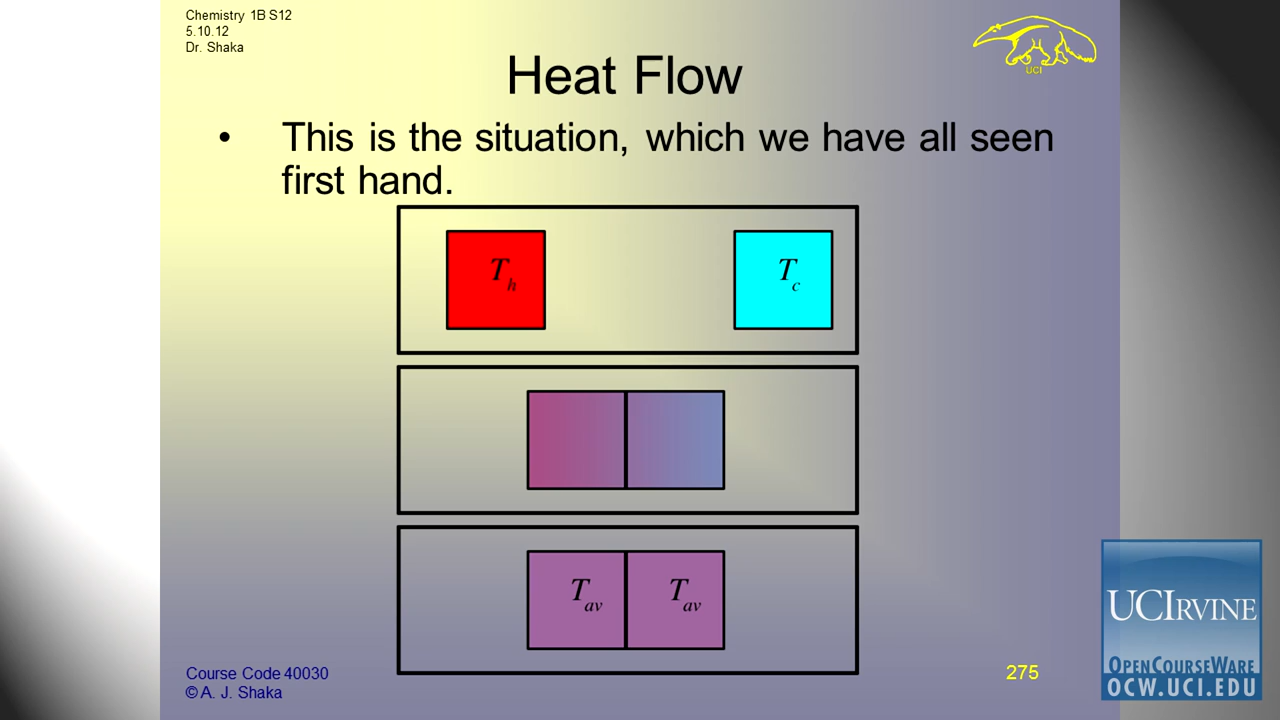 Chemistry 1B S12
5.10.12
Dr. Shaka
UCI
Heat Flow
• This is the situation, which we have all seen
first hand.
T_h T_c
T_av T_av
Course Code 40030
© A. J. Shaka
275
UCIRVINE
OPENCOURSEWARE
OCW.UCI.EDU